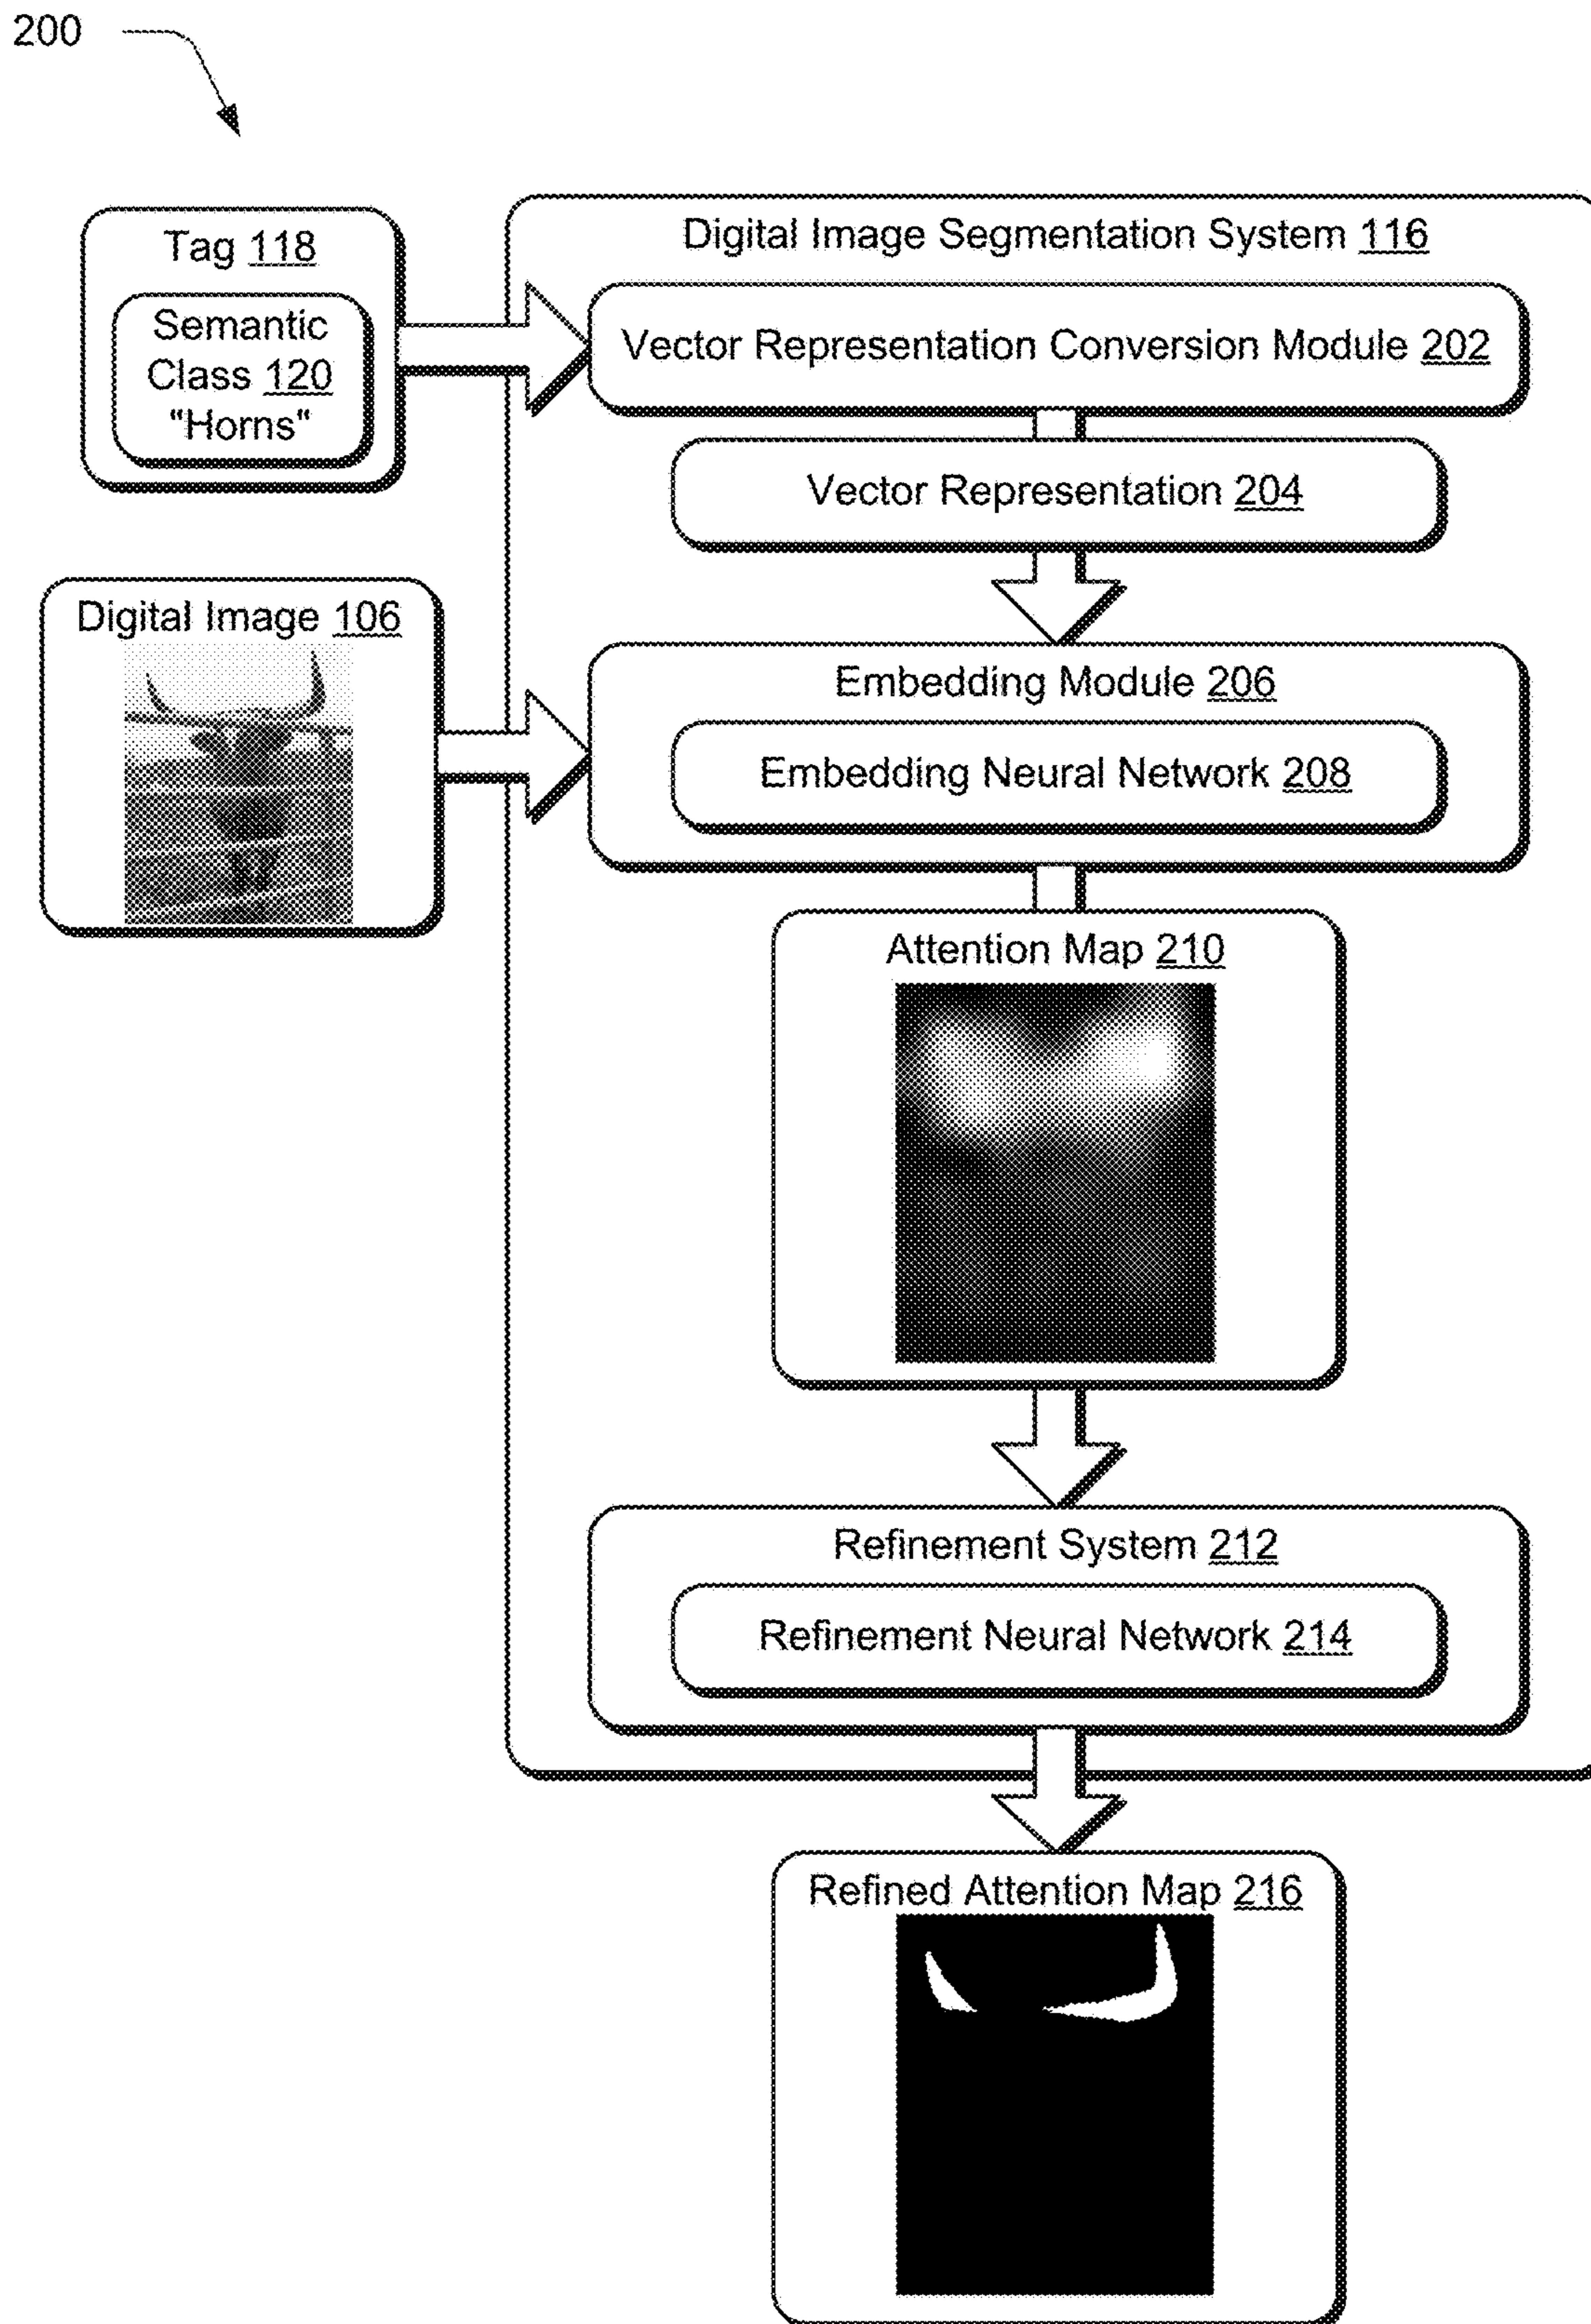 200
Tag 118
Semantic
Class 120
"Horns"
Digital Image Segmentation System 116
Vector Representation Conversion Module 202
Vector Representation 204
Digital Image 106
Embedding Module 206
Embedding Neural Network 208
Attention Map 210
Refinement System 212
Refinement Neural Network 214
Refined Attention Map 216